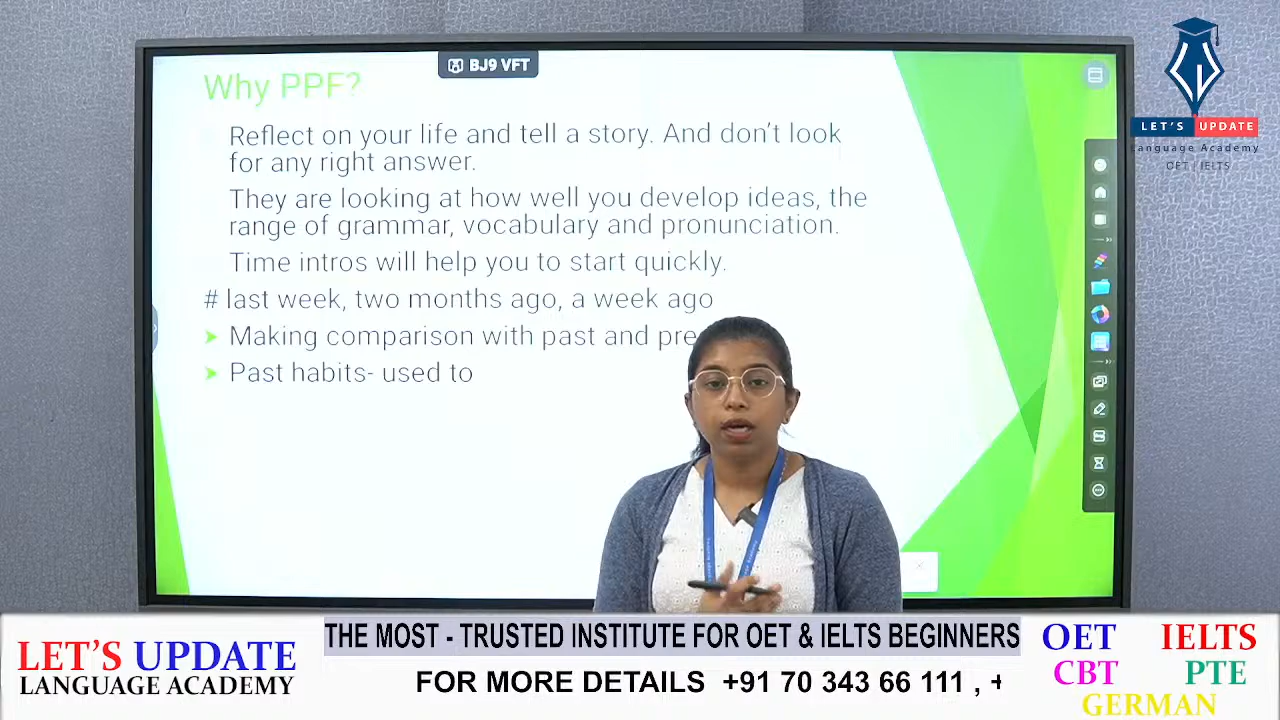 Why PPF?
BJ9 VFT
Reflect on your life and tell a story. And don't look
for any right answer.
They are looking at how well you develop ideas, the
range of grammar, vocabulary and pronunciation.
Time intros will help you to start quickly.
# last week, two months ago, a week ago
Making comparison with past and pre
Past habits- used to
LET'S UPDATE
Language Academy
OET | IELTS
LET'S UPDATE
LANGUAGE ACADEMY
THE MOST - TRUSTED INSTITUTE FOR OET & IELTS BEGINNERS
FOR MORE DETAILS +91 70 343 66 111 , +
OET IELTS
CBT PTE
GERMAN